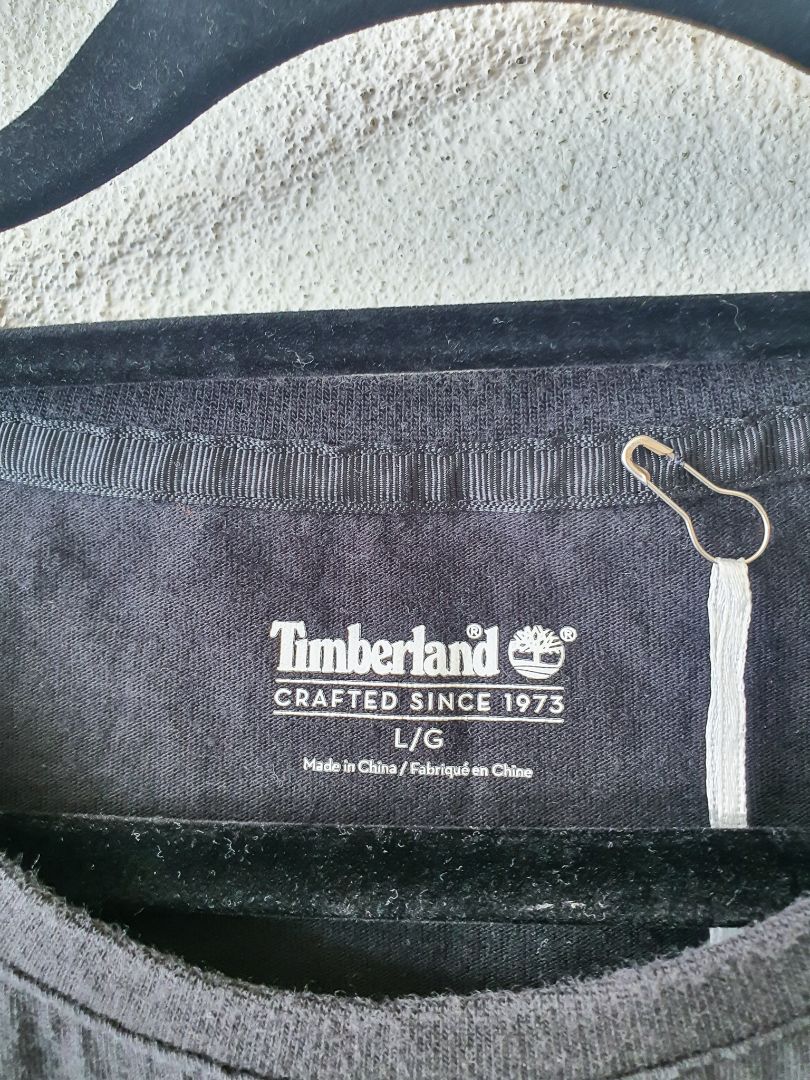 Timberland® ®
CRAFTED SINCE 1973
L/G
Made in China / Fabriqué en Chine